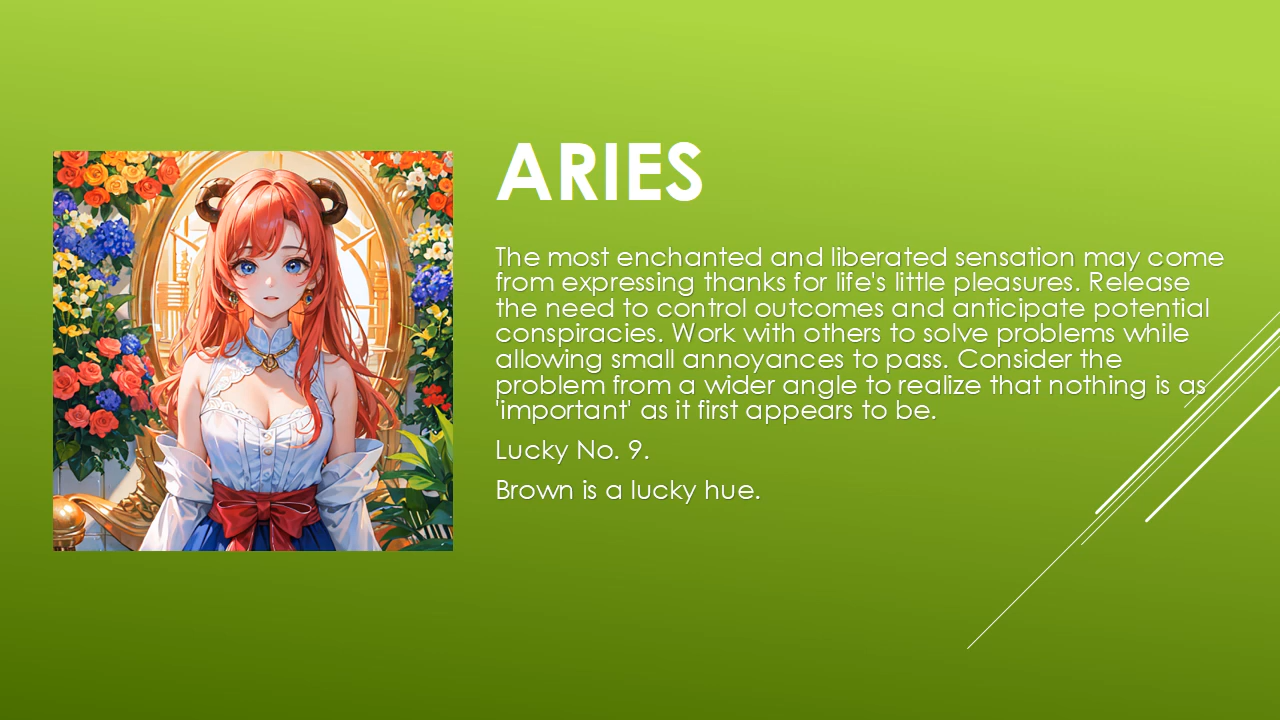 ARIES
The most enchanted and liberated sensation may come
from expressing thanks for life's little pleasures. Release
the need to control outcomes and anticipate potential
conspiracies. Work with others to solve problems while
allowing small annoyances to pass. Consider the
problem from a wider angle to realize that nothing is as
'important' as it first appears to be.
Lucky No. 9.
Brown is a lucky hue.